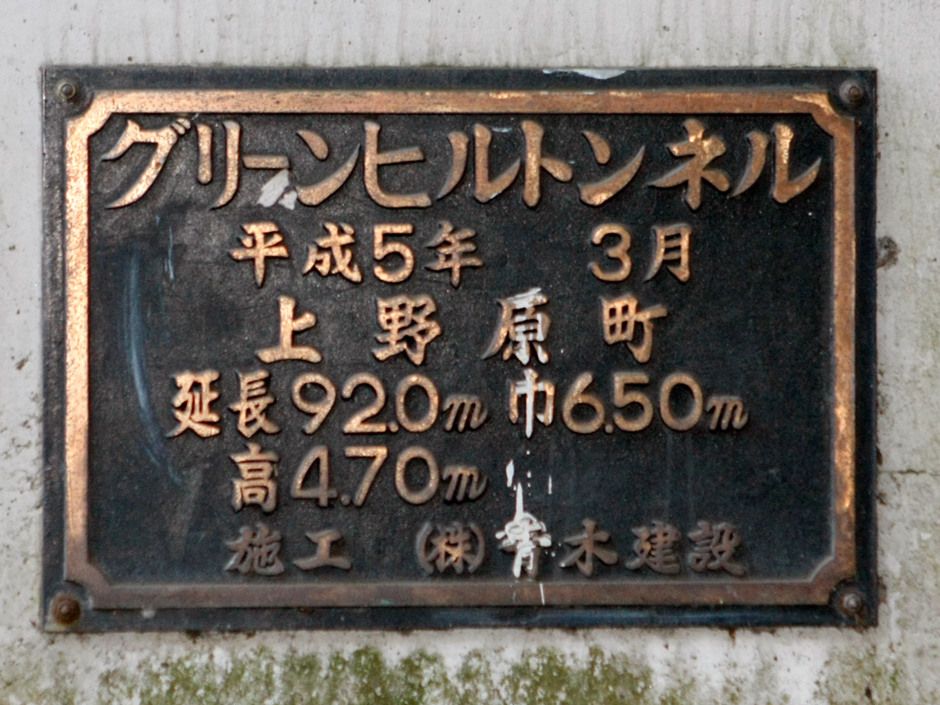 グリーンヒルトンネル
平成5年 3月
上野原町
延長92.0m 巾6.50m
高4.70m
施工 (株)青木建設